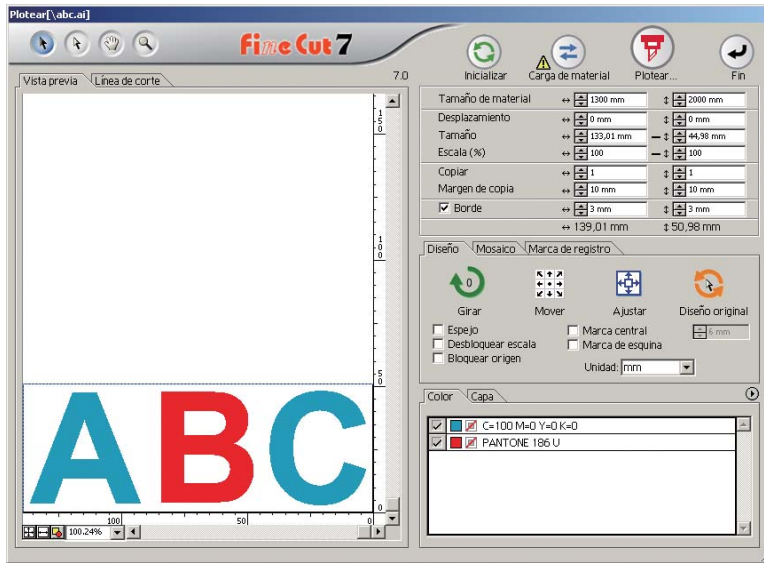 Plotear[\abc.ai]
Fine Cut 7
Inicializar
Carga de material
Plotear...
Fin
Vista previa
Línea de corte
7.0
Tamaño de material 1300 mm 2000 mm
Desplazamiento 0 mm 0 mm
Tamaño 133,01 mm 44,98 mm
Escala (%) 100 100
Copiar 1 1
Margen de copia 10 mm 10 mm
Borde 3 mm 3 mm
139,01 mm 50,98 mm
Diseño Mosaico Marca de registro
0
Girar Mover Ajustar Diseño original
Espejo Marca central 6 mm
Desbloquear escala Marca de esquina
Bloquear origen
Unidad: mm
Color Capa
C=100 M=0 Y=0 K=0
PANTONE 186 U
150
100
50
0
ABC
100 50 0
100.24%